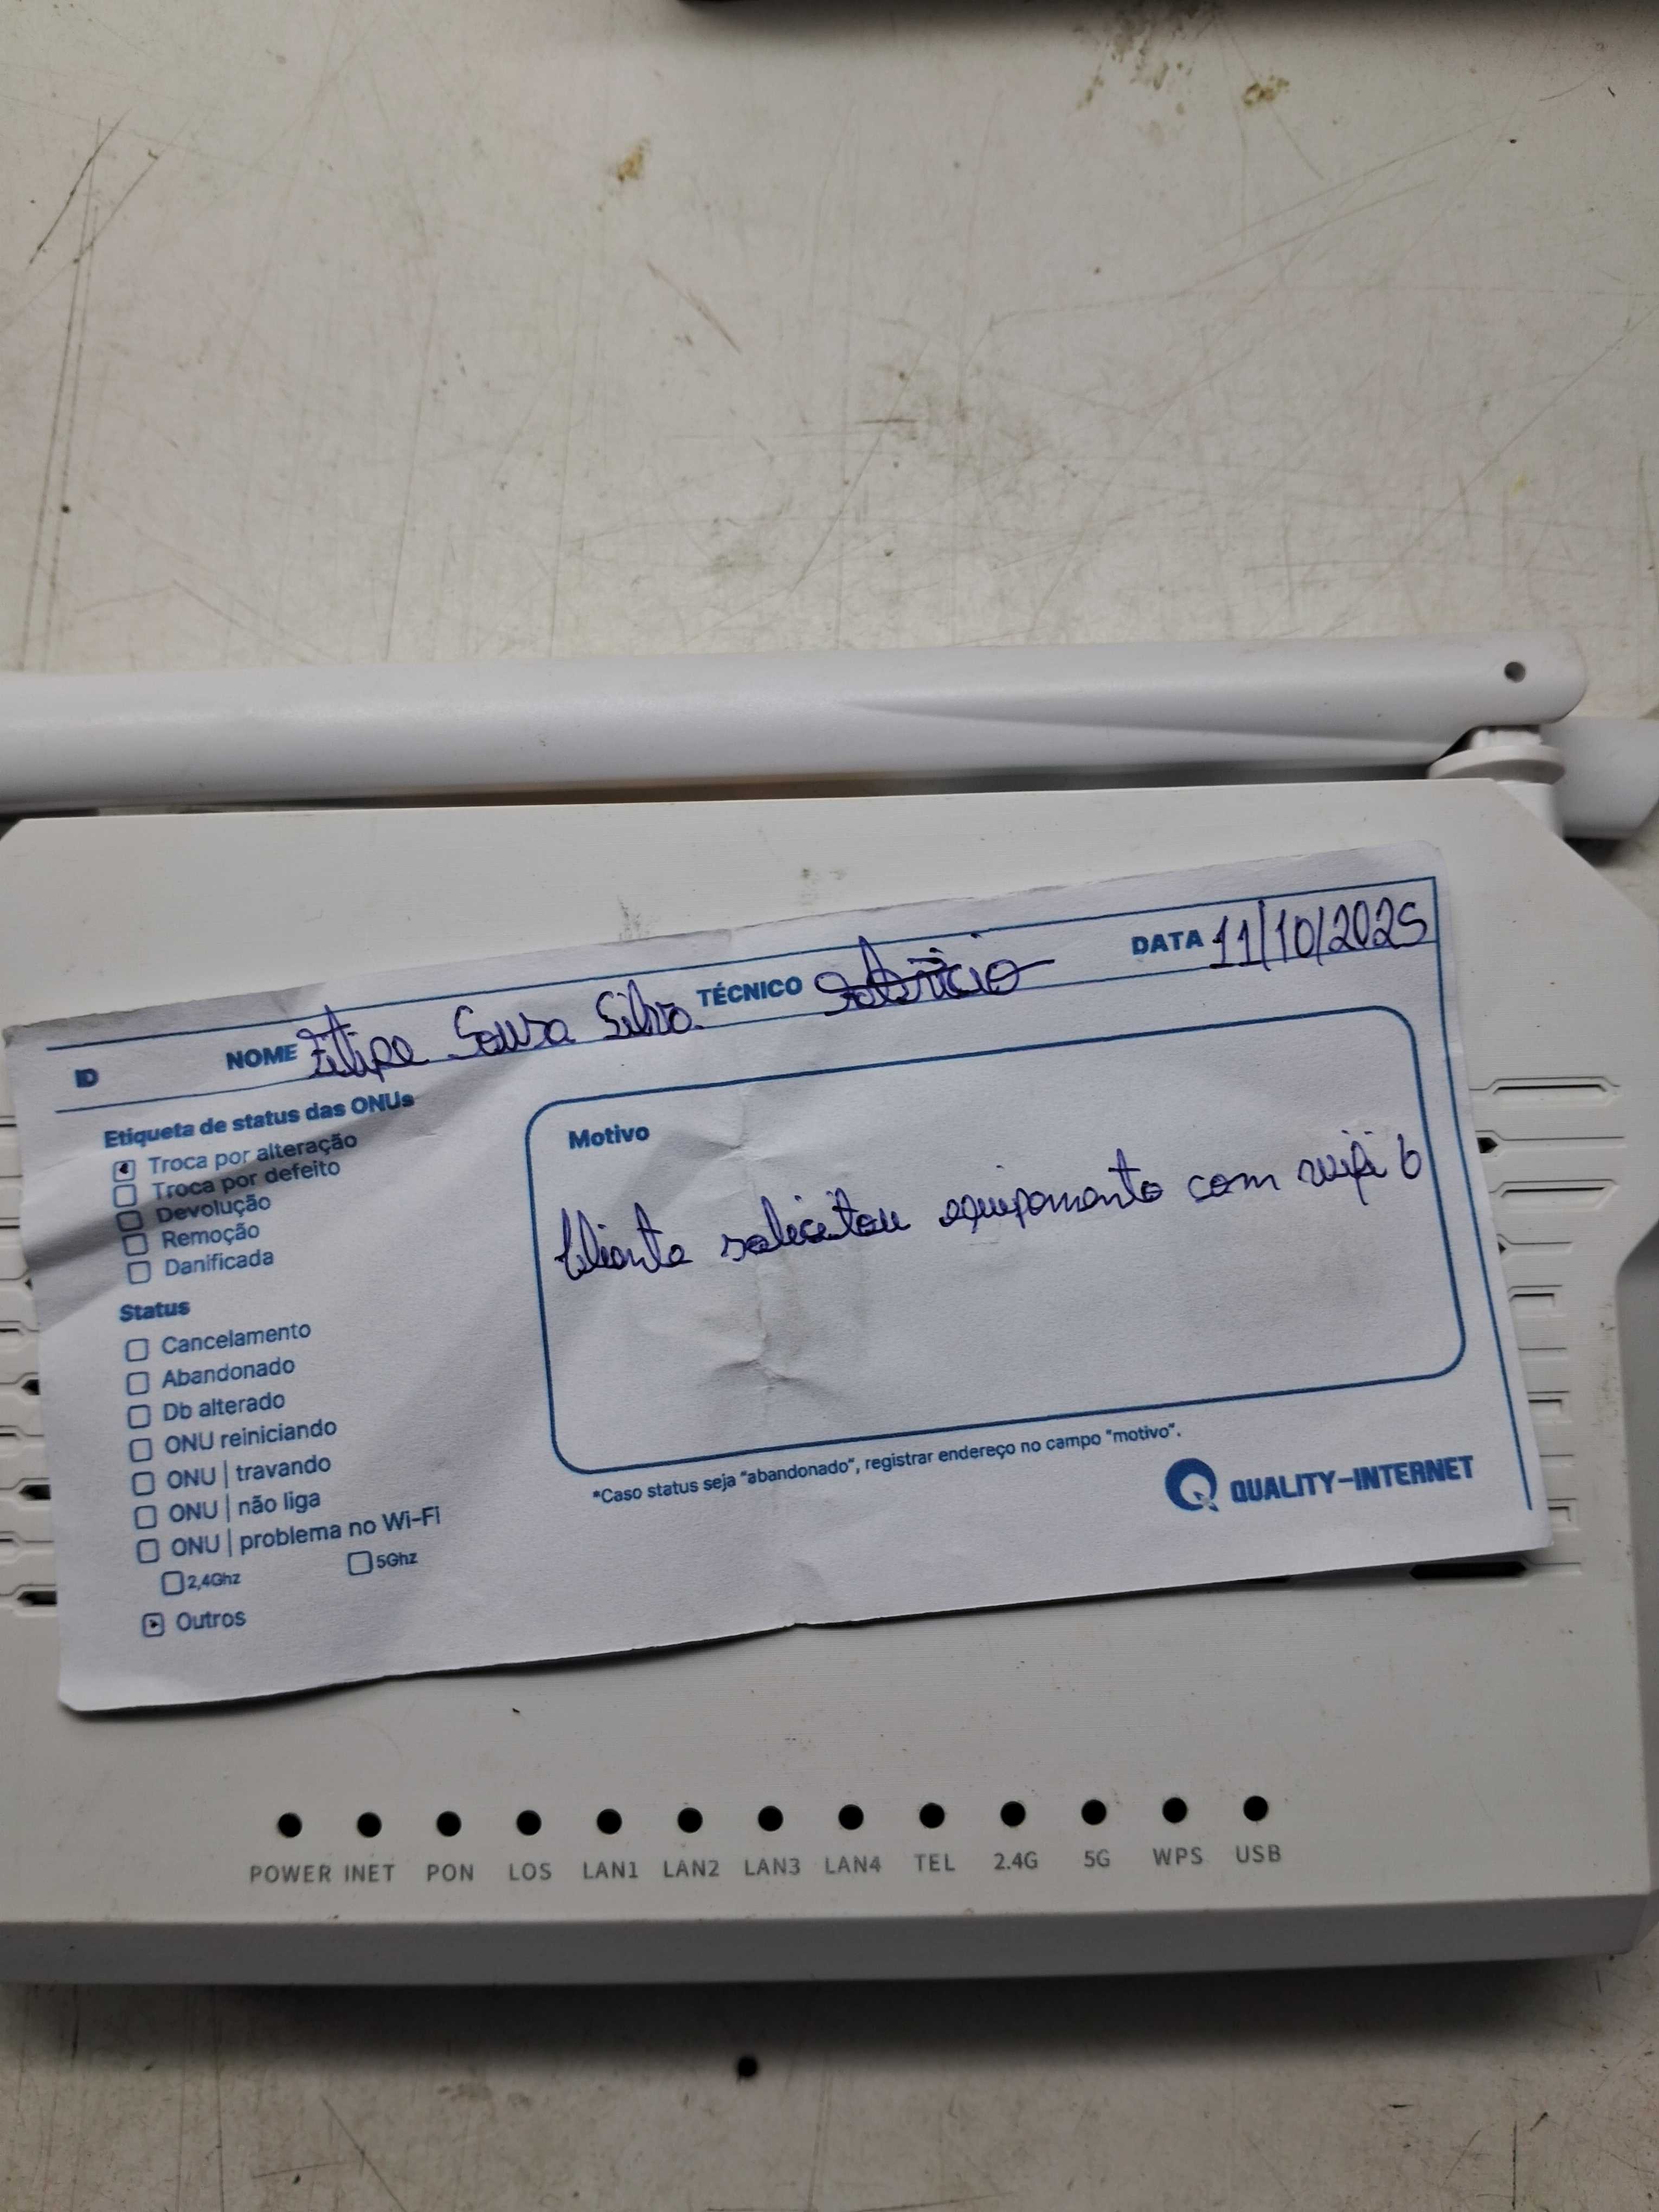 ID NOME Felipe Sousa Silva TÉCNICO Fabricio DATA 11/10/2025
Etiqueta de status das ONUs
Troca por alteração
Troca por defeito
Devolução
Remoção
Danificada
Status
Cancelamento
Abandonado
Db alterado
ONU reiniciando
ONU | travando
ONU | não liga
ONU | problema no Wi-Fi
2,4Ghz 5Ghz
Outros
Motivo
Cliente solicitou equipamento com wifi 6
*Caso status seja "abandonado", registrar endereço no campo "motivo".
QUALITY-INTERNET
POWER INET PON LOS LAN1 LAN2 LAN3 LAN4 TEL 2.4G 5G WPS USB